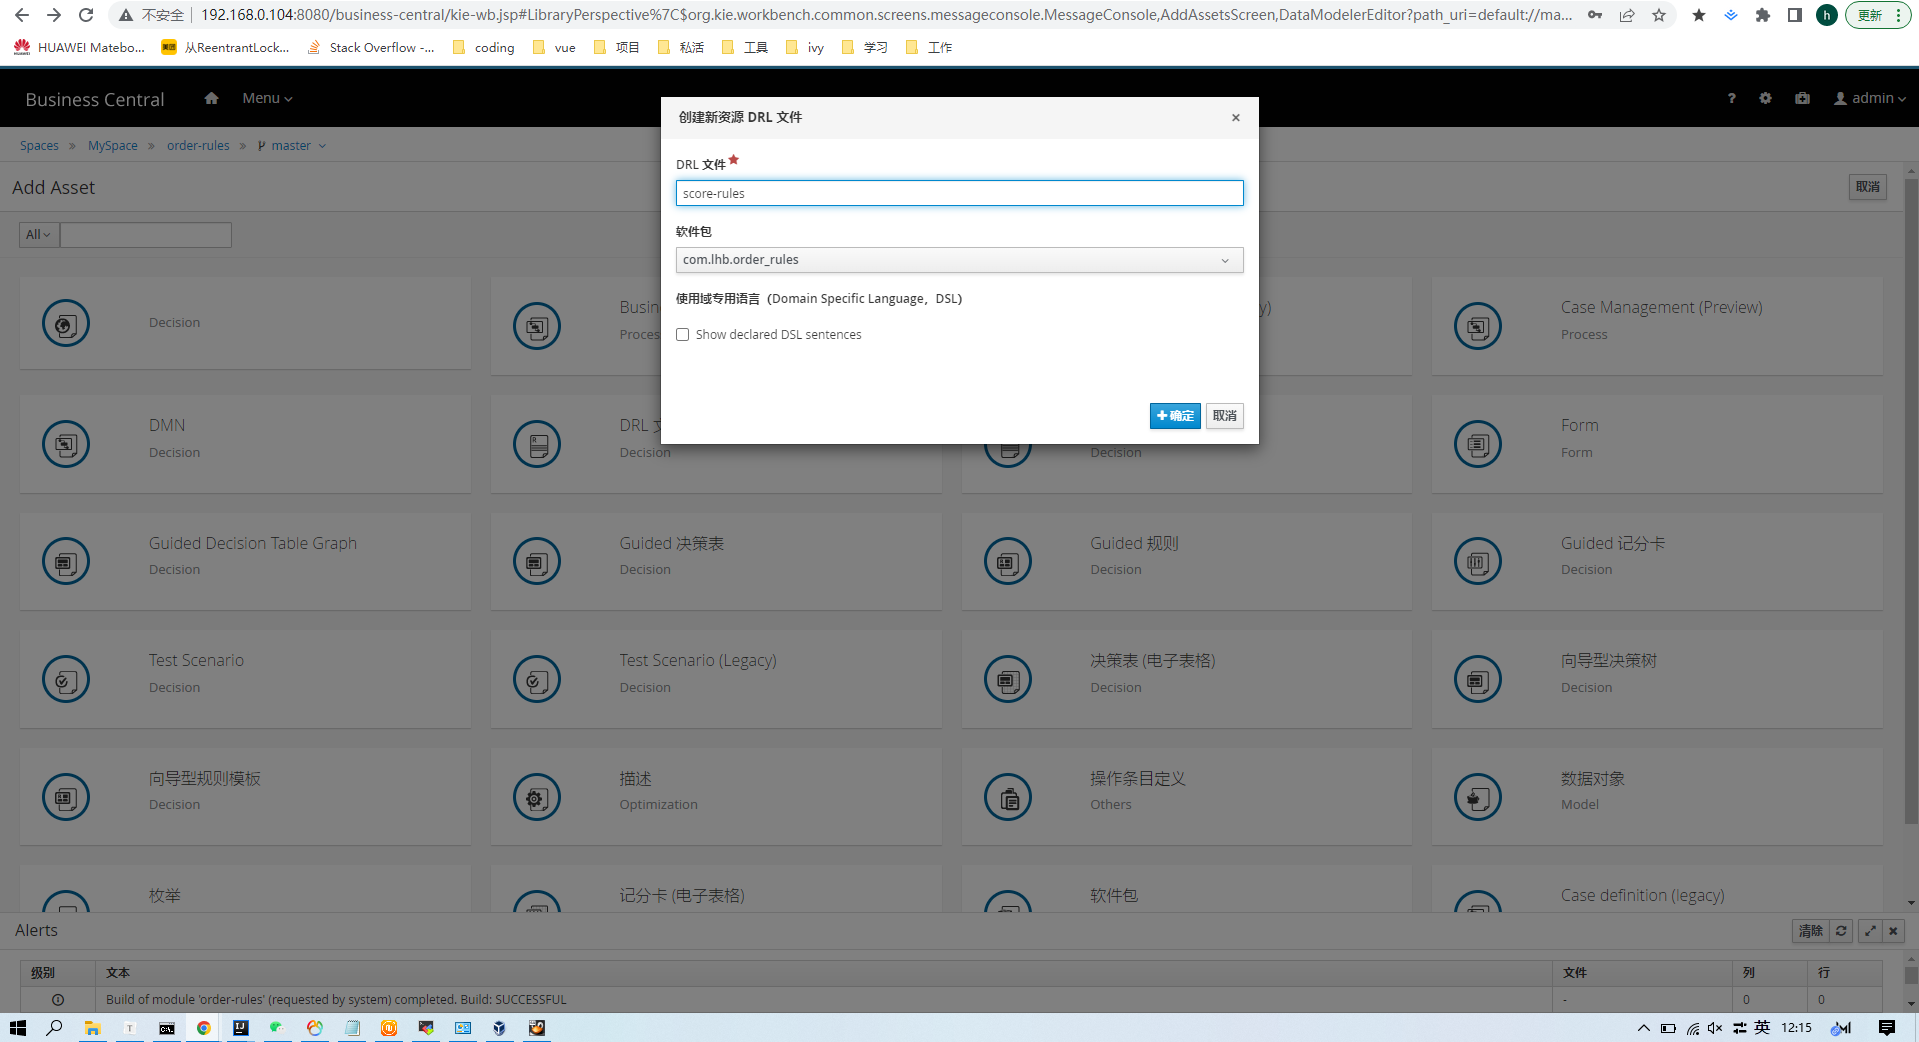 不安全 192.168.0.104:8080/business-central/kie-wb.jsp#LibraryPerspective%7C$org.kie.workbench.common.screens.messageconsole.MessageConsole,AddAssetsScreen,DataModelerEditor?path_uri=default://ma... h 更新
HUAWEI Matebo... 从ReentrantLock... Stack Overflow -... coding vue 项目 私活 工具 ivy 学习 工作
Business Central Menu ? admin
创建新资源 DRL 文件 ×
Spaces » MySpace » order-rules » master
DRL 文件
Add Asset 取消
score-rules
All
软件包
com.lhb.order_rules
使用域专用语言（Domain Specific Language，DSL）
Show declared DSL sentences
确定 取消
Decision
Process
Case Management (Preview)
Process
DMN
Decision
DRL
Decision
Decision
Form
Form
Guided Decision Table Graph
Decision
Guided 决策表
Decision
Guided 规则
Decision
Guided 记分卡
Decision
Test Scenario
Decision
Test Scenario (Legacy)
Decision
决策表 (电子表格)
Decision
向导型决策树
Decision
向导型规则模板
Decision
描述
Optimization
操作条目定义
Others
数据对象
Model
枚举
记分卡 (电子表格)
软件包
Case definition (legacy)
Alerts 清除
级别 文本 文件 列 行
Build of module 'order-rules' (requested by system) completed. Build: SUCCESSFUL - 0 0
英 12:15